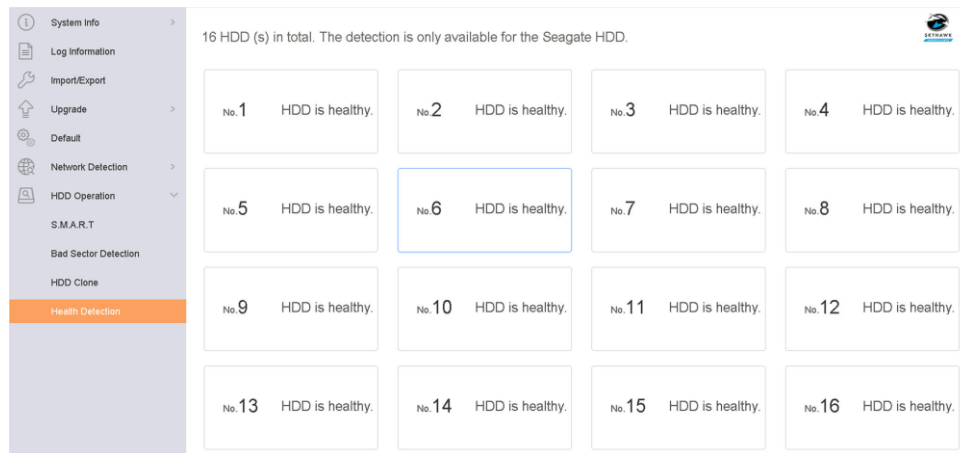 System Info
Log Information
Import/Export
Upgrade
Default
Network Detection
HDD Operation
S.M.A.R.T
Bad Sector Detection
HDD Clone
Health Detection
16 HDD (s) in total. The detection is only available for the Seagate HDD.
SKYHAWK
No.1 HDD is healthy.
No.2 HDD is healthy.
No.3 HDD is healthy.
No.4 HDD is healthy.
No.5 HDD is healthy.
No.6 HDD is healthy.
No.7 HDD is healthy.
No.8 HDD is healthy.
No.9 HDD is healthy.
No.10 HDD is healthy.
No.11 HDD is healthy.
No.12 HDD is healthy.
No.13 HDD is healthy.
No.14 HDD is healthy.
No.15 HDD is healthy.
No.16 HDD is healthy.